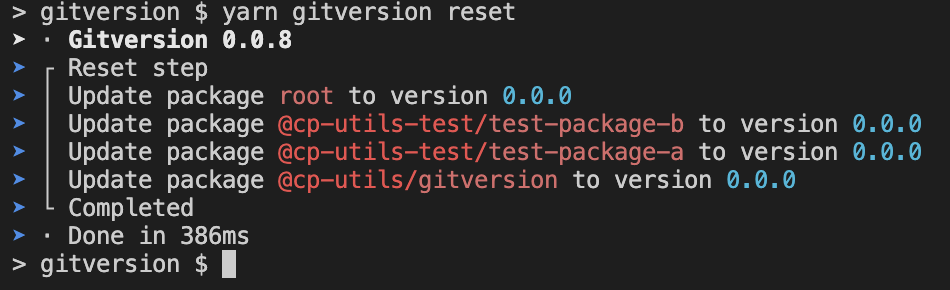 > gitversion $ yarn gitversion reset
➤ · Gitversion 0.0.8
➤ ┌ Reset step
➤ │ Update package root to version 0.0.0
➤ │ Update package @cp-utils-test/test-package-b to version 0.0.0
➤ │ Update package @cp-utils-test/test-package-a to version 0.0.0
➤ │ Update package @cp-utils/gitversion to version 0.0.0
➤ └ Completed
➤ · Done in 386ms
> gitversion $